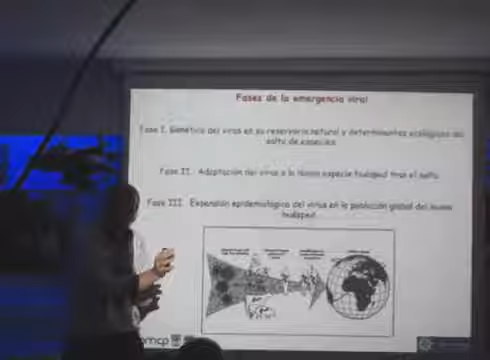 Fases de la emergencia viral
Fase I. Genética del virus en su reservorio natural y determinantes ecológicos del
salto de especies
Fase II. Adaptación del virus a la nueva especie huésped tras el salto
Fase III. Expansión epidemiológica del virus en la población global del nuevo
huésped